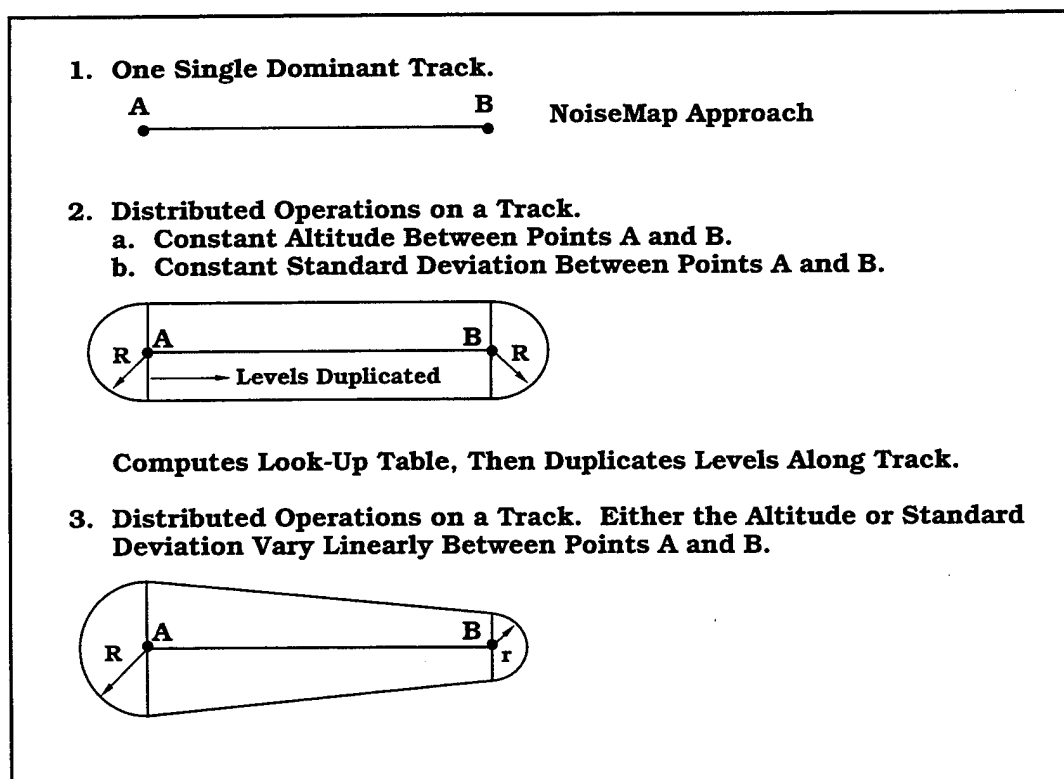 1. One Single Dominant Track.
A B
NoiseMap Approach
2. Distributed Operations on a Track.
a. Constant Altitude Between Points A and B.
b. Constant Standard Deviation Between Points A and B.
A B
R R
Levels Duplicated
Computes Look-Up Table, Then Duplicates Levels Along Track.
3. Distributed Operations on a Track. Either the Altitude or Standard
Deviation Vary Linearly Between Points A and B.
A B
R r